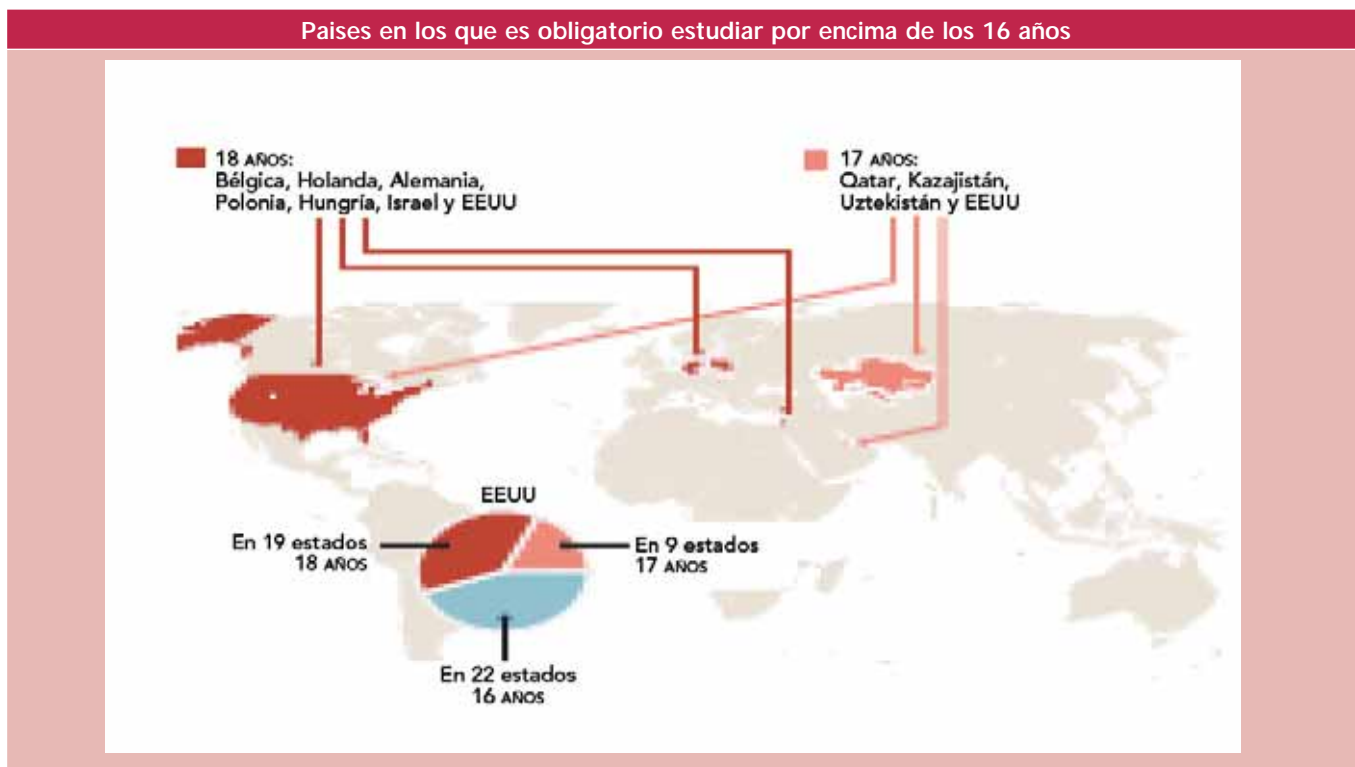 Paises en los que es obligatorio estudiar por encima de los 16 años
18 AÑOS:
Bélgica, Holanda, Alemania,
Polonia, Hungría, Israel y EEUU
17 AÑOS:
Qatar, Kazajistán,
Uztekistán y EEUU
EEUU
En 19 estados
18 AÑOS
En 9 estados
17 AÑOS
En 22 estados
16 AÑOS